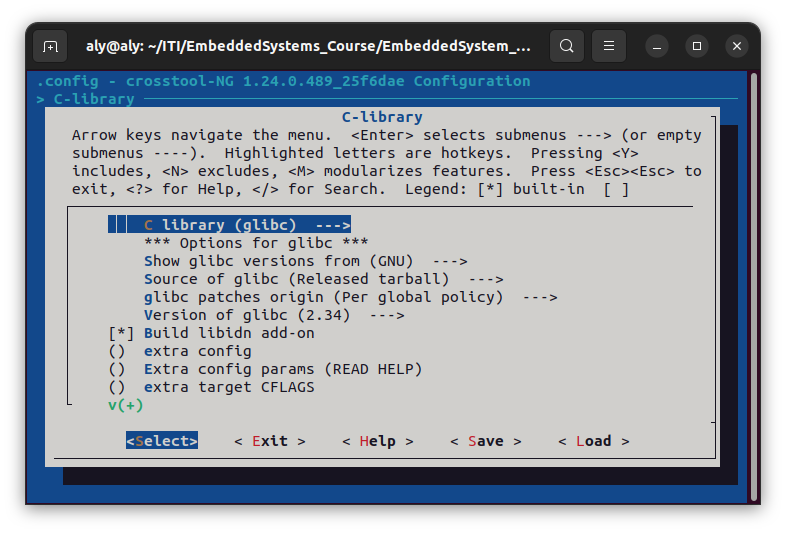 aly@aly: ~/ITI/EmbeddedSystems_Course/EmbeddedSystem_...
.config - crosstool-NG 1.24.0.489_25f6dae Configuration
> C-library
C-library
Arrow keys navigate the menu.  <Enter> selects submenus ---> (or empty
submenus ----).  Highlighted letters are hotkeys.  Pressing <Y>
includes, <N> excludes, <M> modularizes features.  Press <Esc><Esc> to
exit, <?> for Help, </> for Search.  Legend: [*] built-in  [ ]
C library (glibc)  --->
*** Options for glibc ***
Show glibc versions from (GNU)  --->
Source of glibc (Released tarball)  --->
glibc patches origin (Per global policy)  --->
Version of glibc (2.34)  --->
[*] Build libidn add-on
()  extra config
()  Extra config params (READ HELP)
()  extra target CFLAGS
v(+)
<Select>    < Exit >    < Help >    < Save >    < Load >